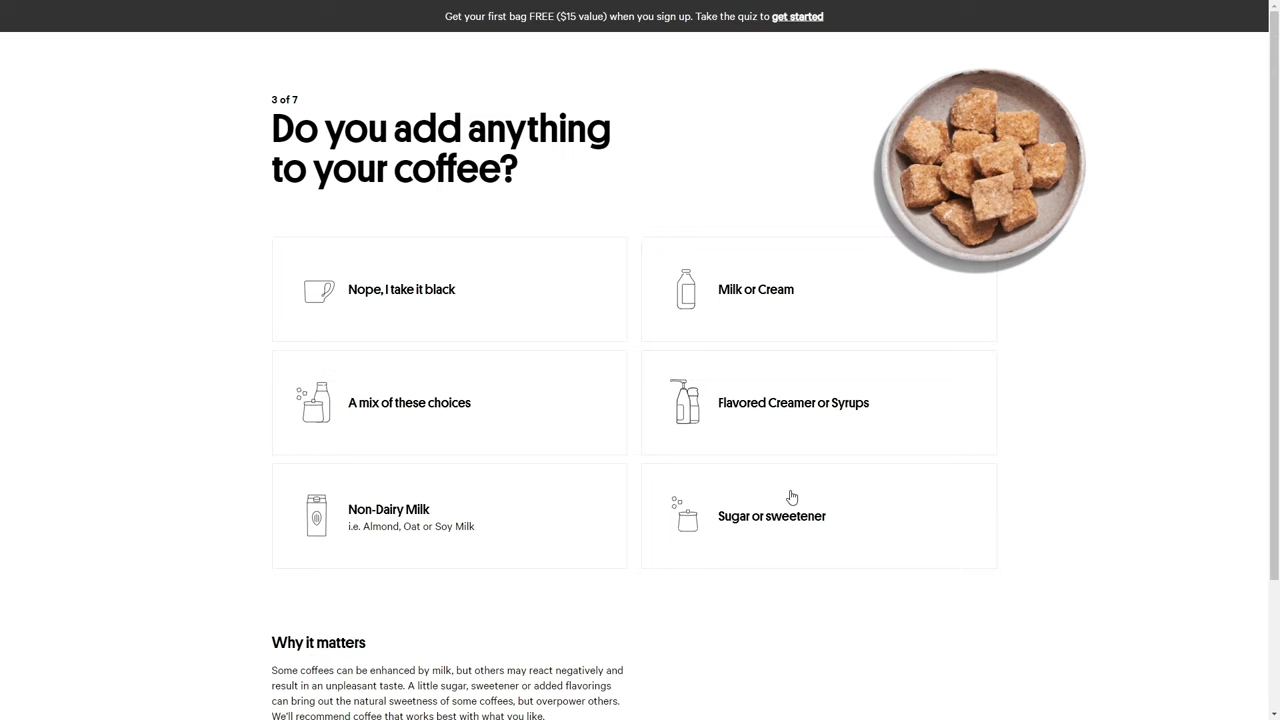 Get your first bag FREE ($15 value) when you sign up. Take the quiz to get started
3 of 7
Do you add anything
to your coffee?
Nope, I take it black
Milk or Cream
A mix of these choices
Flavored Creamer or Syrups
Non-Dairy Milk
i.e. Almond, Oat or Soy Milk
Sugar or sweetener
Why it matters
Some coffees can be enhanced by milk, but others may react negatively and
result in an unpleasant taste. A little sugar, sweetener or added flavorings
can bring out the natural sweetness of some coffees, but overpower others.
We'll recommend coffee that works best with what you like.